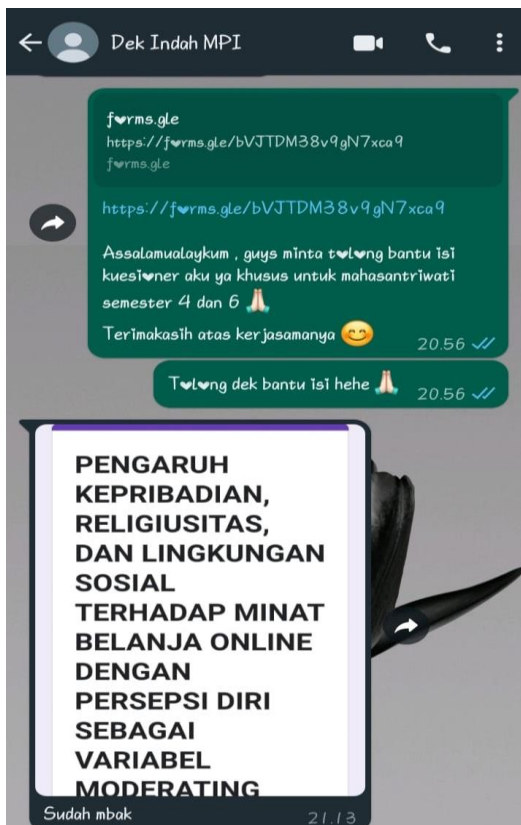 Dek Indah MPI
f♥rms.gle
https://f♥rms.gle/bVJTDM38v9gN7xca9
f♥rms.gle
https://f♥rms.gle/bVJTDM38v9gN7xca9
Assalamualaykum , guys minta t♥l♥ng bantu isi
kuesi♥ner aku ya khusus untuk mahasantriwati
semester 4 dan 6 🙏🏻
Terimakasih atas kerjasamanya 😊
20.56
T♥l♥ng dek bantu isi hehe 🙏🏻
20.56
PENGARUH
KEPRIBADIAN,
RELIGIUSITAS,
DAN LINGKUNGAN
SOSIAL
TERHADAP MINAT
BELANJA ONLINE
DENGAN
PERSEPSI DIRI
SEBAGAI
VARIABEL
MODERATING
Sudah mbak
21.13